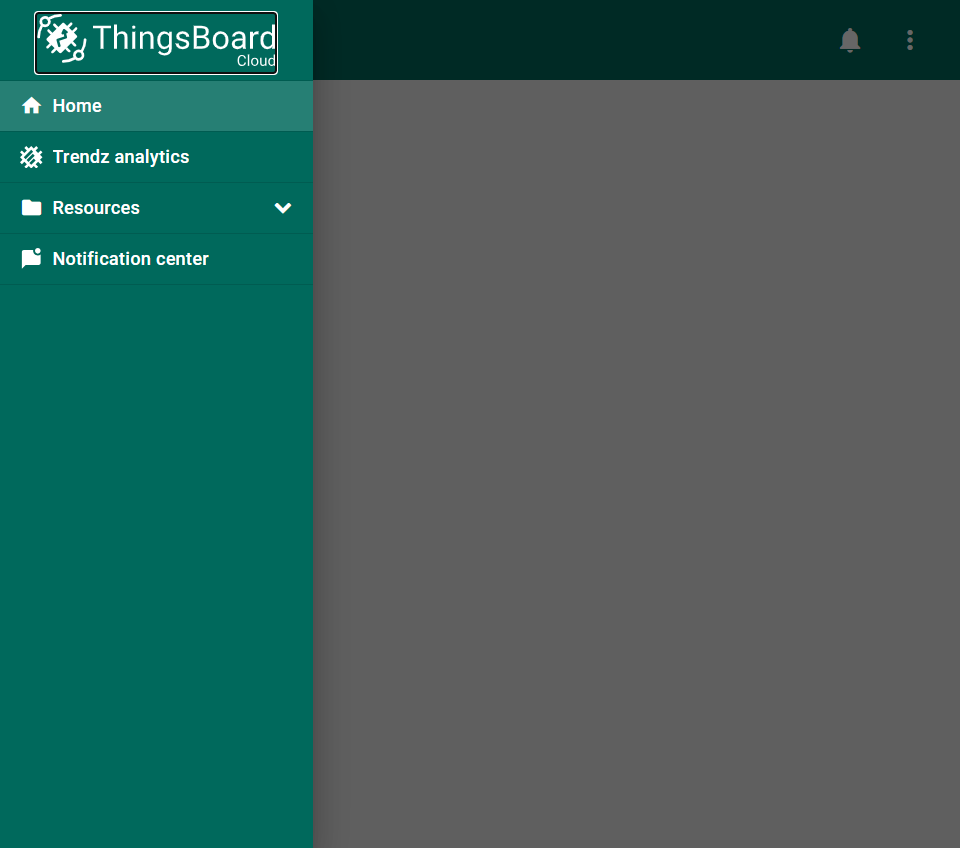 ThingsBoard
Cloud
Home
Trendz analytics
Resources
Notification center